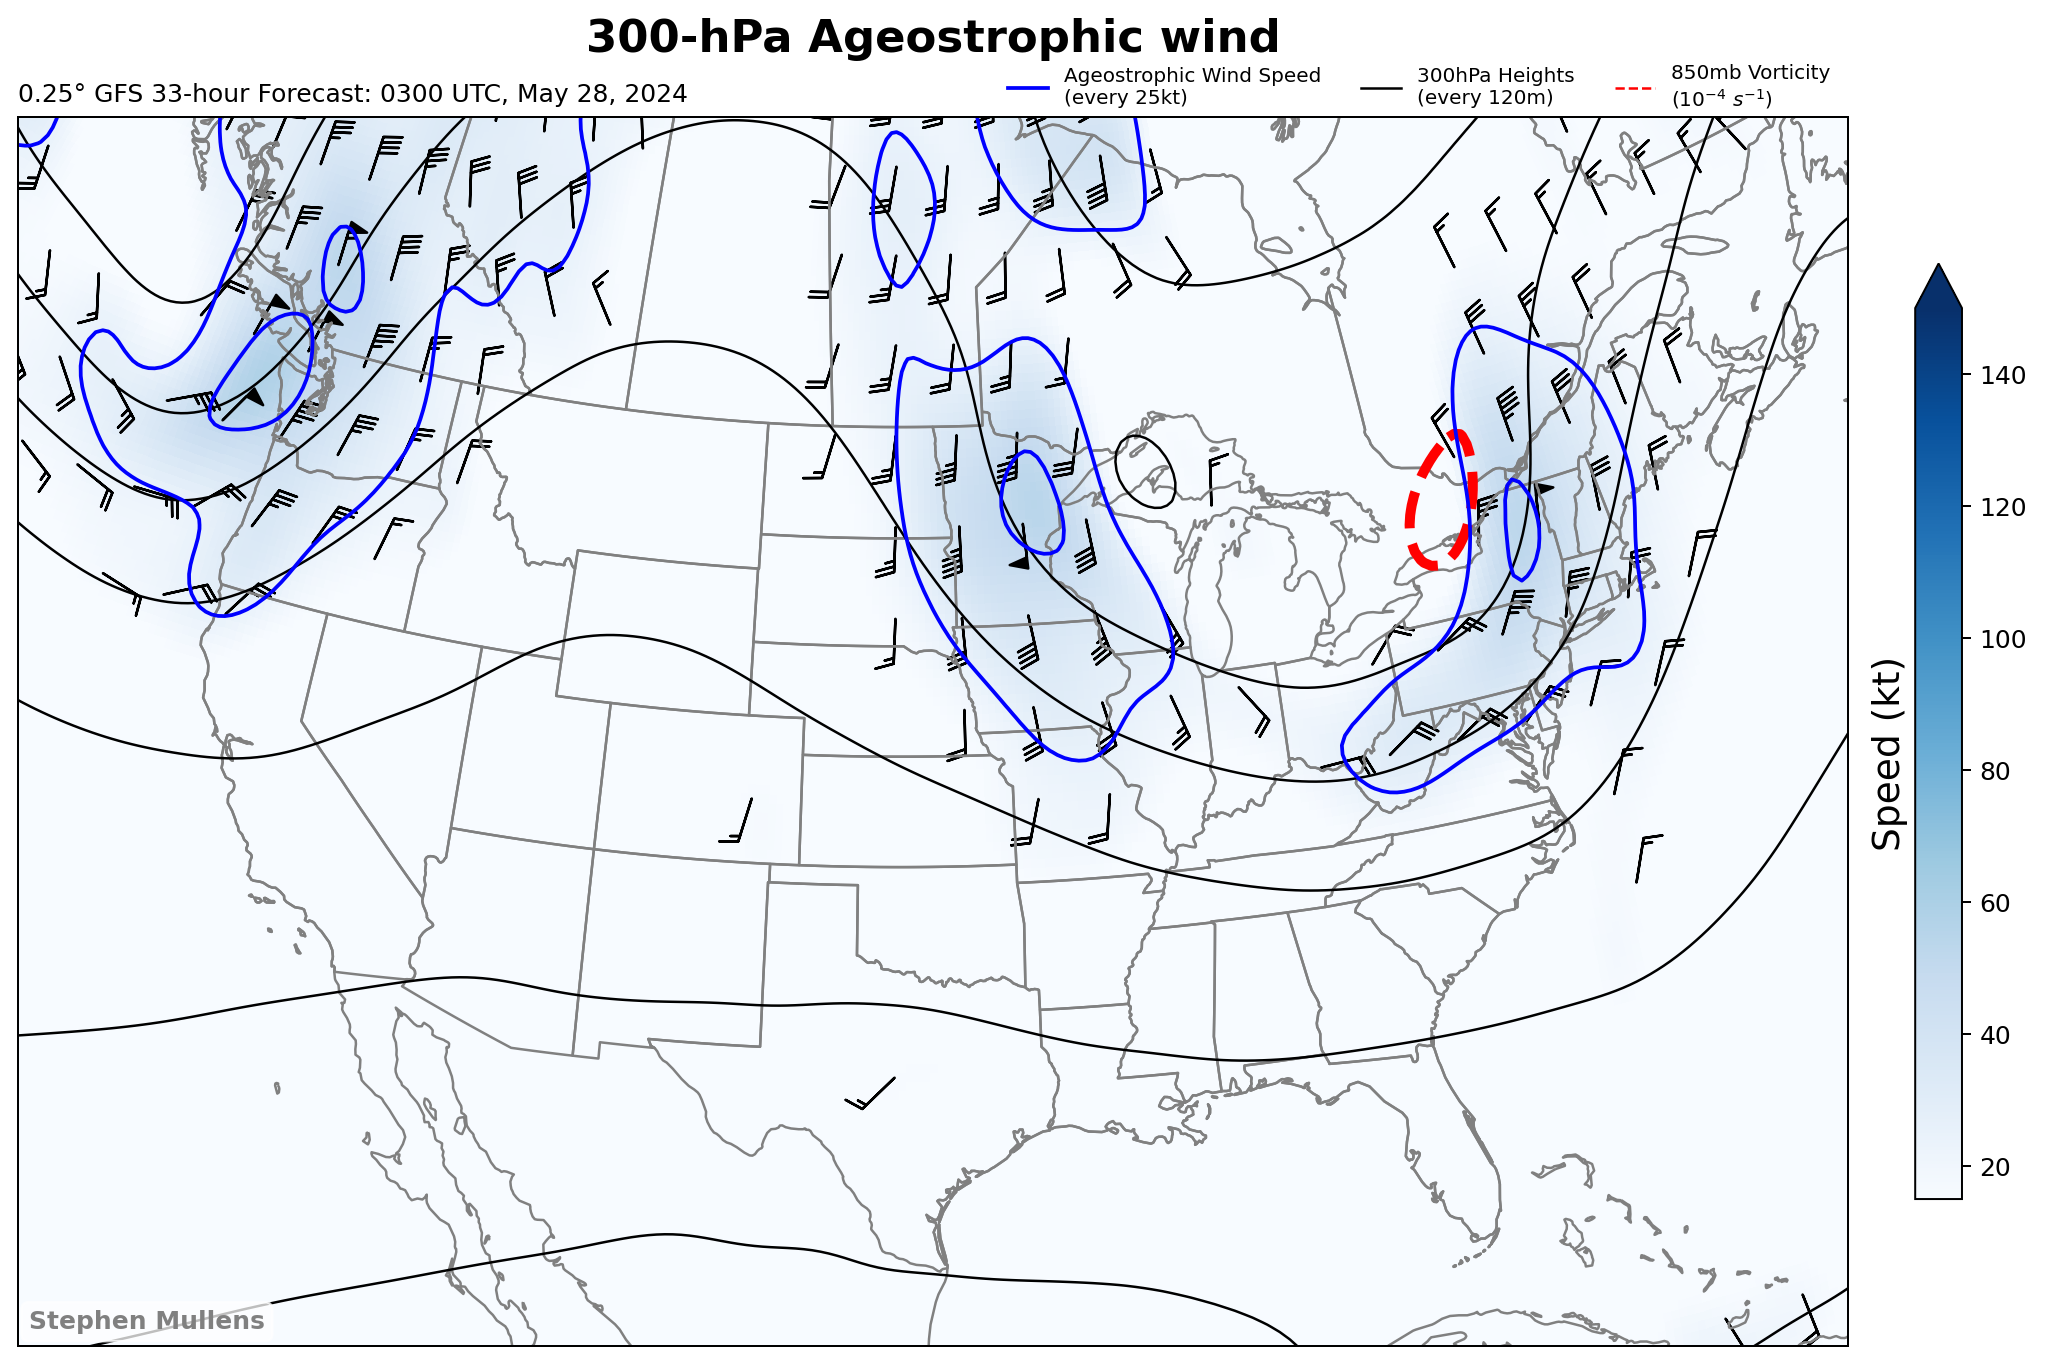 300-hPa Ageostrophic wind
0.25° GFS 33-hour Forecast: 0300 UTC, May 28, 2024
Ageostrophic Wind Speed
(every 25kt)
300hPa Heights
(every 120m)
850mb Vorticity
(10⁻⁴ s⁻¹)
140
120
100
80
60
40
20
Speed (kt)
Stephen Mullens